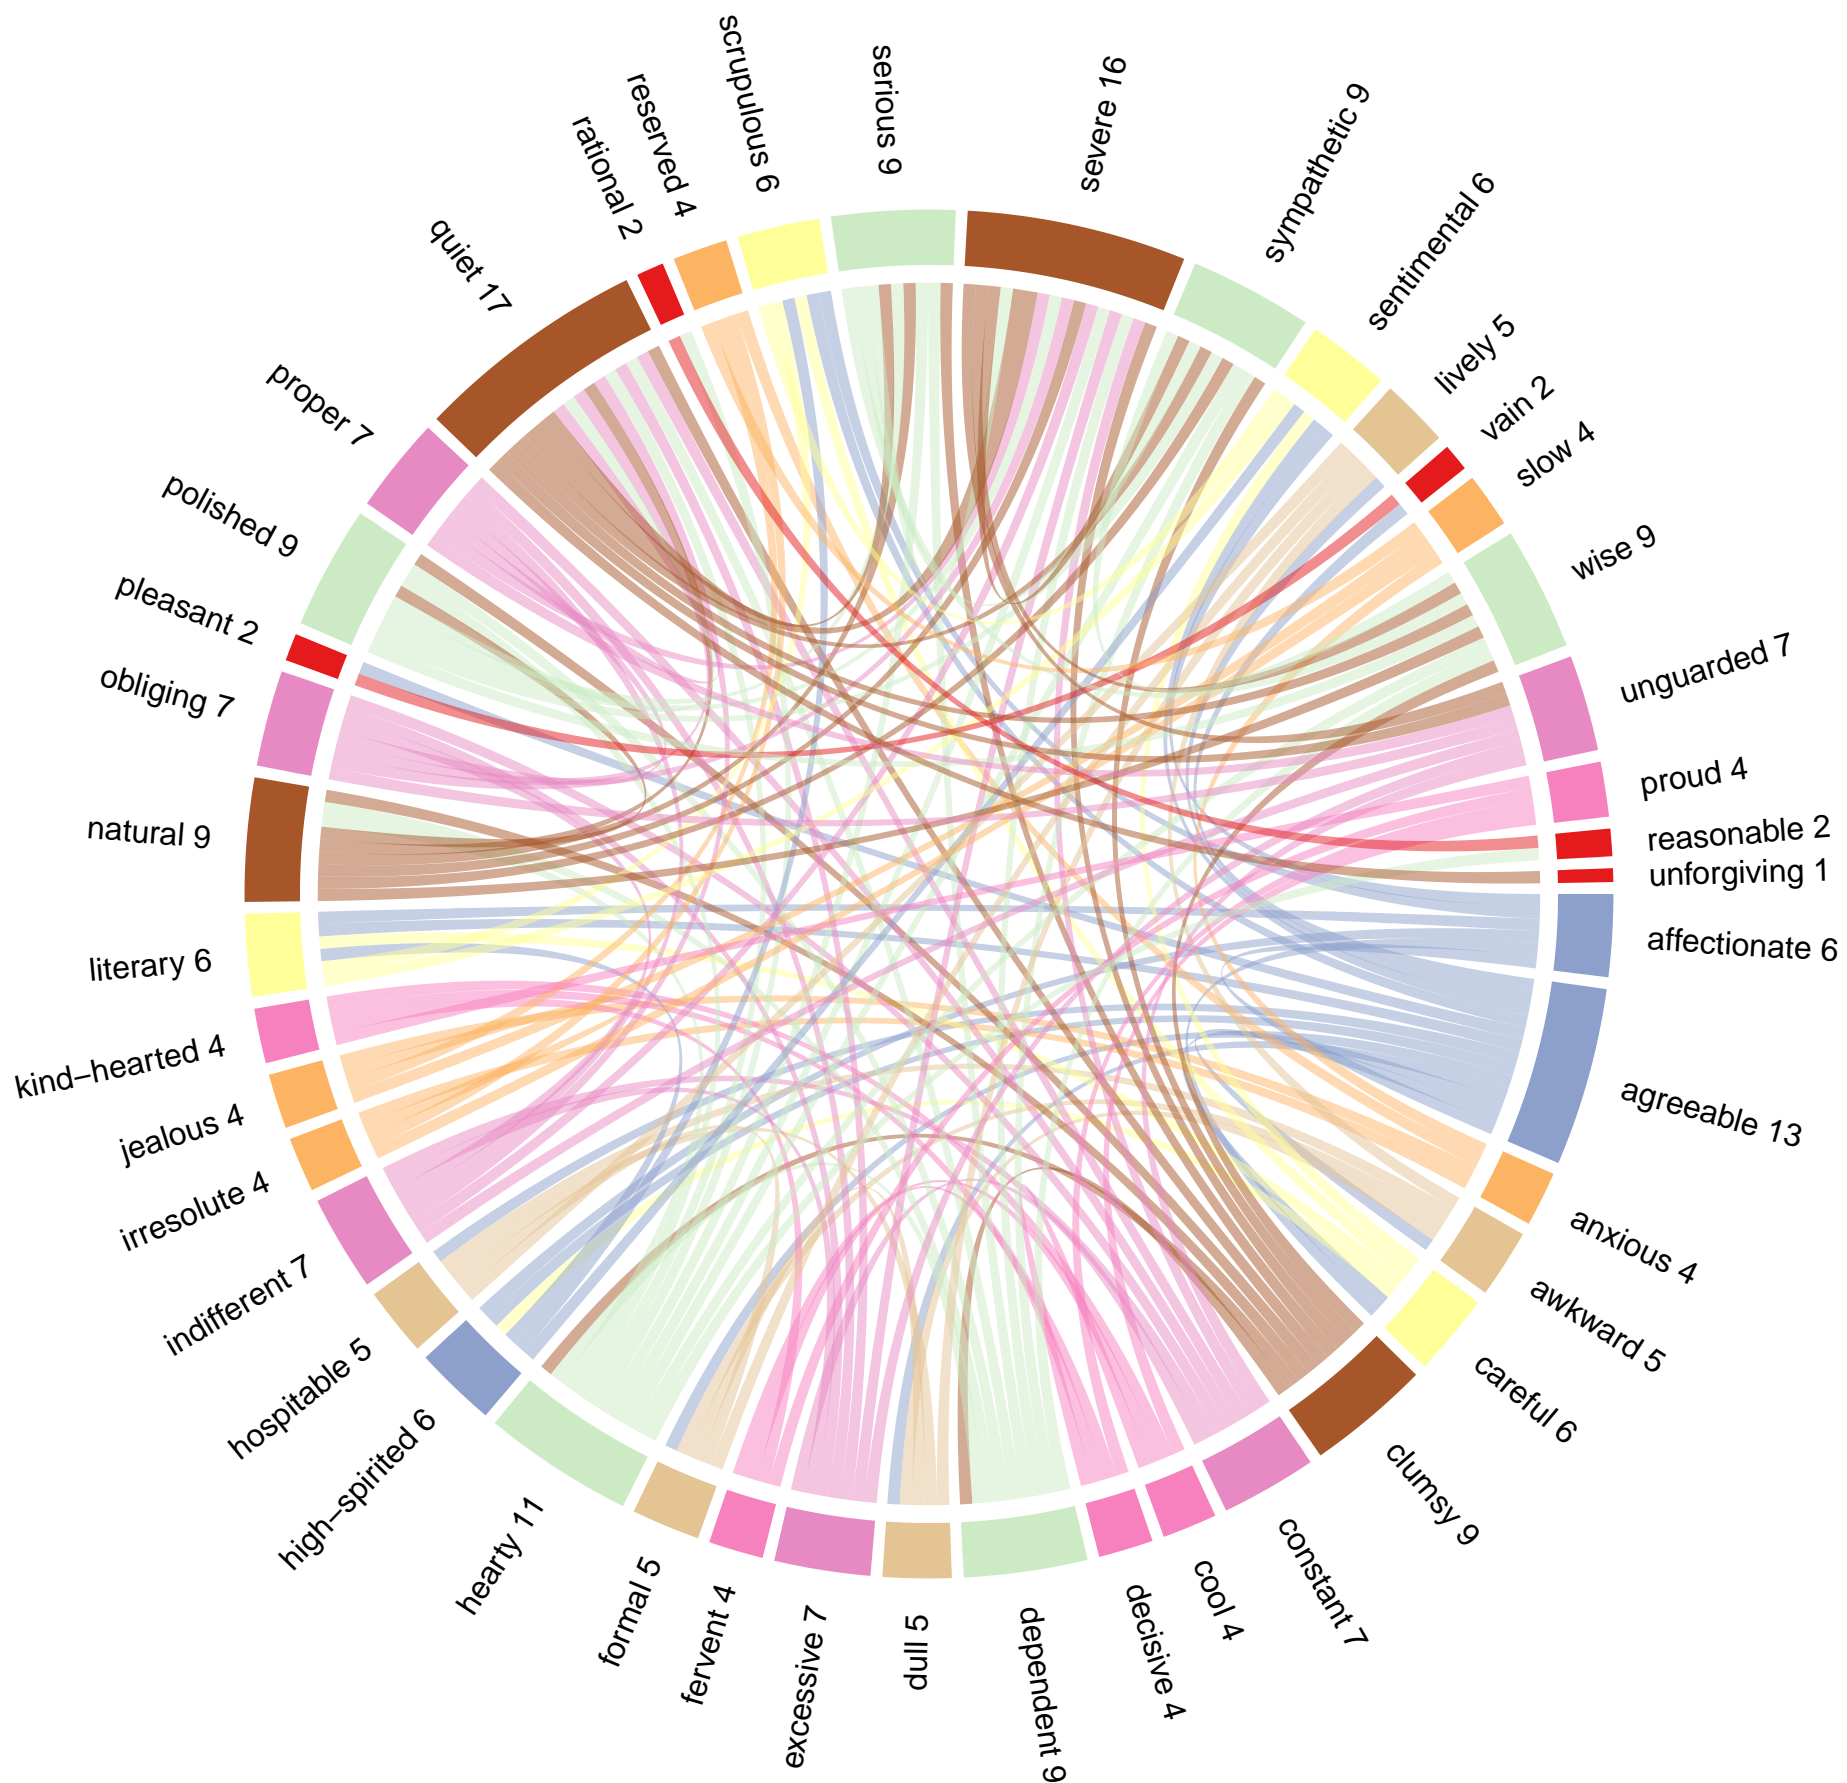 scrupulous 6
serious 9
severe 16
sympathetic 9
sentimental 6
lively 5
vain 2
slow 4
wise 9
unguarded 7
proud 4
reasonable 2
unforgiving 1
affectionate 6
agreeable 13
anxious 4
awkward 5
careful 6
clumsy 9
constant 7
cool 4
decisive 4
dependent 9
dull 5
excessive 7
fervent 4
formal 5
hearty 11
high−spirited 6
hospitable 5
indifferent 7
irresolute 4
jealous 4
kind−hearted 4
literary 6
natural 9
obliging 7
pleasant 2
polished 9
proper 7
quiet 17
rational 2
reserved 4